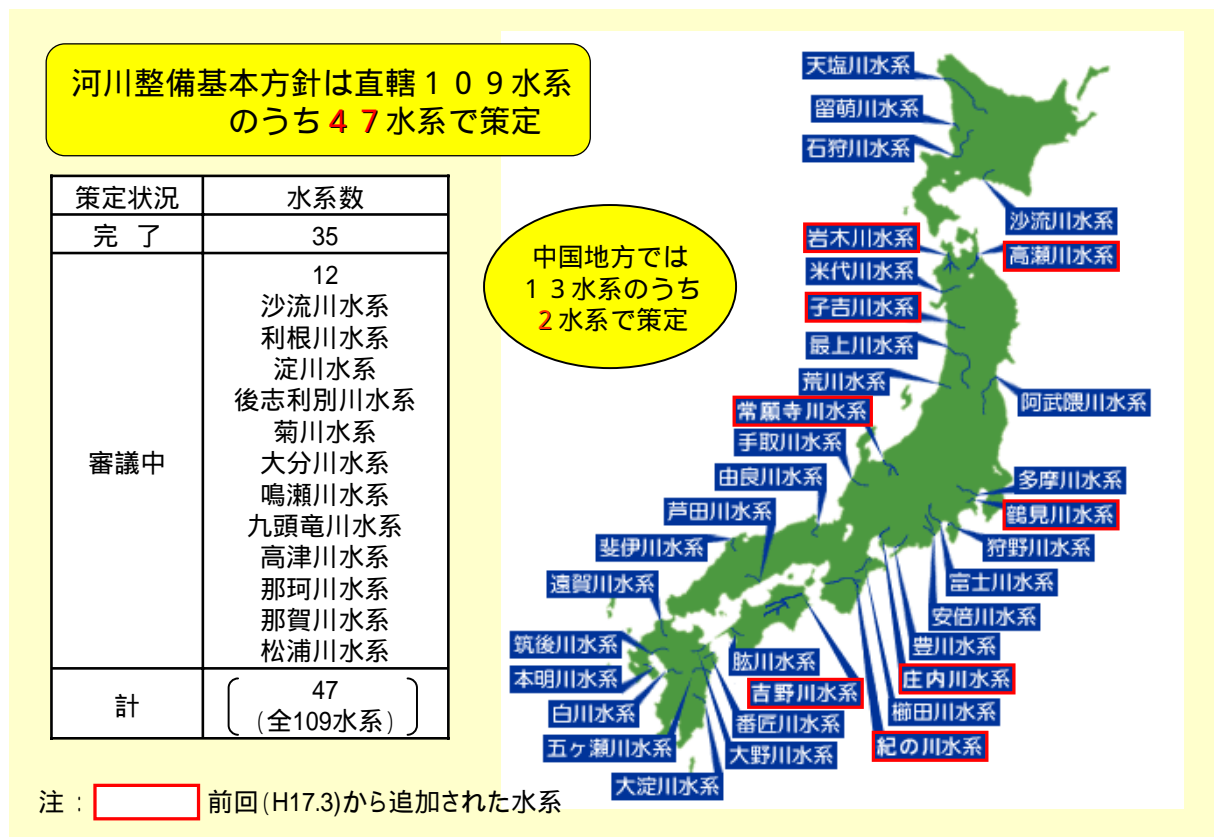 河川整備基本方針は直轄１０９水系
のうち４７水系で策定
策定状況 水系数
完 了 35
審議中
12
沙流川水系
利根川水系
淀川水系
後志利別川水系
菊川水系
大分川水系
鳴瀬川水系
九頭竜川水系
高津川水系
那珂川水系
那賀川水系
松浦川水系
計
47
(全109水系)
中国地方では
１３水系のうち
２水系で策定
天塩川水系
留萌川水系
石狩川水系
沙流川水系
岩木川水系
高瀬川水系
米代川水系
子吉川水系
最上川水系
荒川水系
阿武隈川水系
常願寺川水系
手取川水系
由良川水系
多摩川水系
芦田川水系
鶴見川水系
斐伊川水系
狩野川水系
遠賀川水系
富士川水系
安倍川水系
筑後川水系
豊川水系
肱川水系
本明川水系
庄内川水系
吉野川水系
白川水系
櫛田川水系
番匠川水系
五ヶ瀬川水系
大野川水系
紀の川水系
大淀川水系
注 : 前回(H17.3)から追加された水系